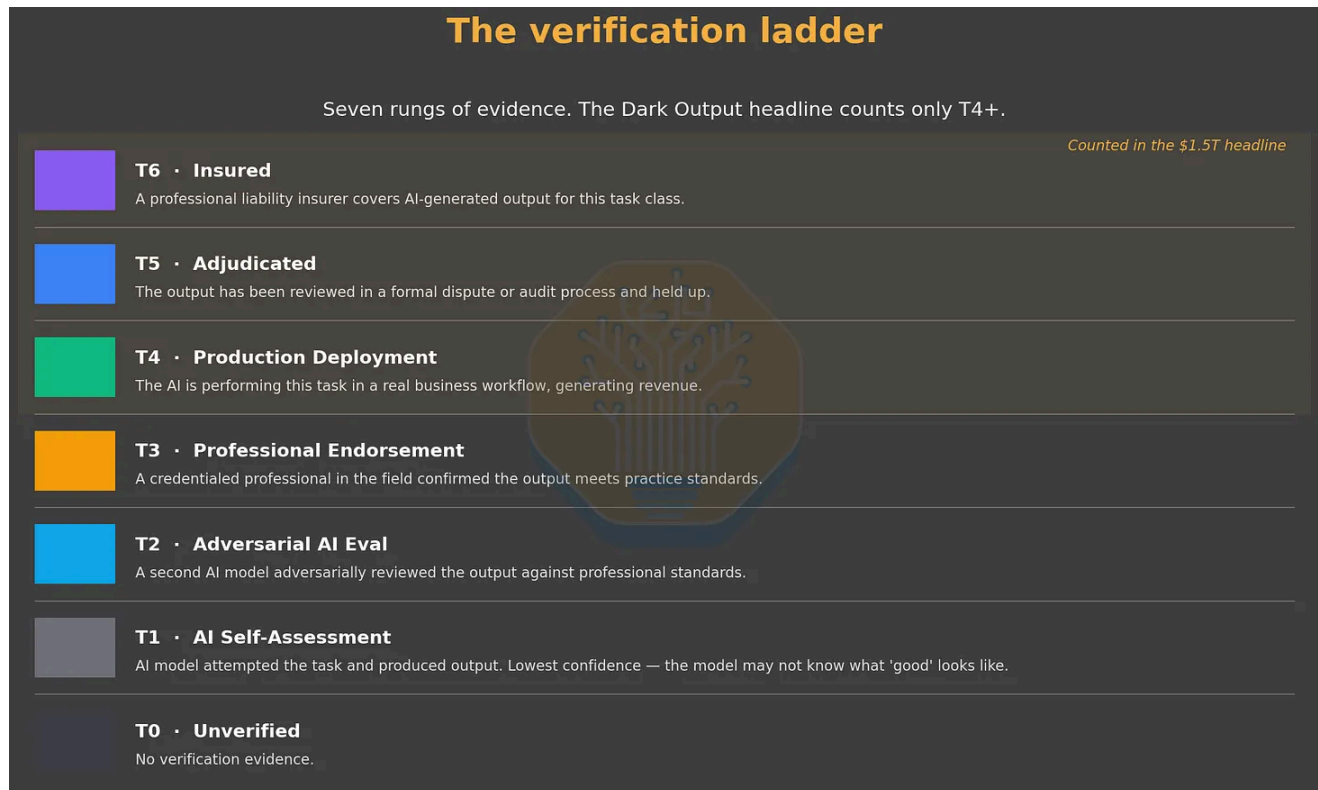 The verification ladder
Seven rungs of evidence. The Dark Output headline counts only T4+.
Counted in the $1.5T headline
T6 · Insured
A professional liability insurer covers AI-generated output for this task class.
T5 · Adjudicated
The output has been reviewed in a formal dispute or audit process and held up.
T4 · Production Deployment
The AI is performing this task in a real business workflow, generating revenue.
T3 · Professional Endorsement
A credentialed professional in the field confirmed the output meets practice standards.
T2 · Adversarial AI Eval
A second AI model adversarially reviewed the output against professional standards.
T1 · AI Self-Assessment
AI model attempted the task and produced output. Lowest confidence — the model may not know what 'good' looks like.
T0 · Unverified
No verification evidence.